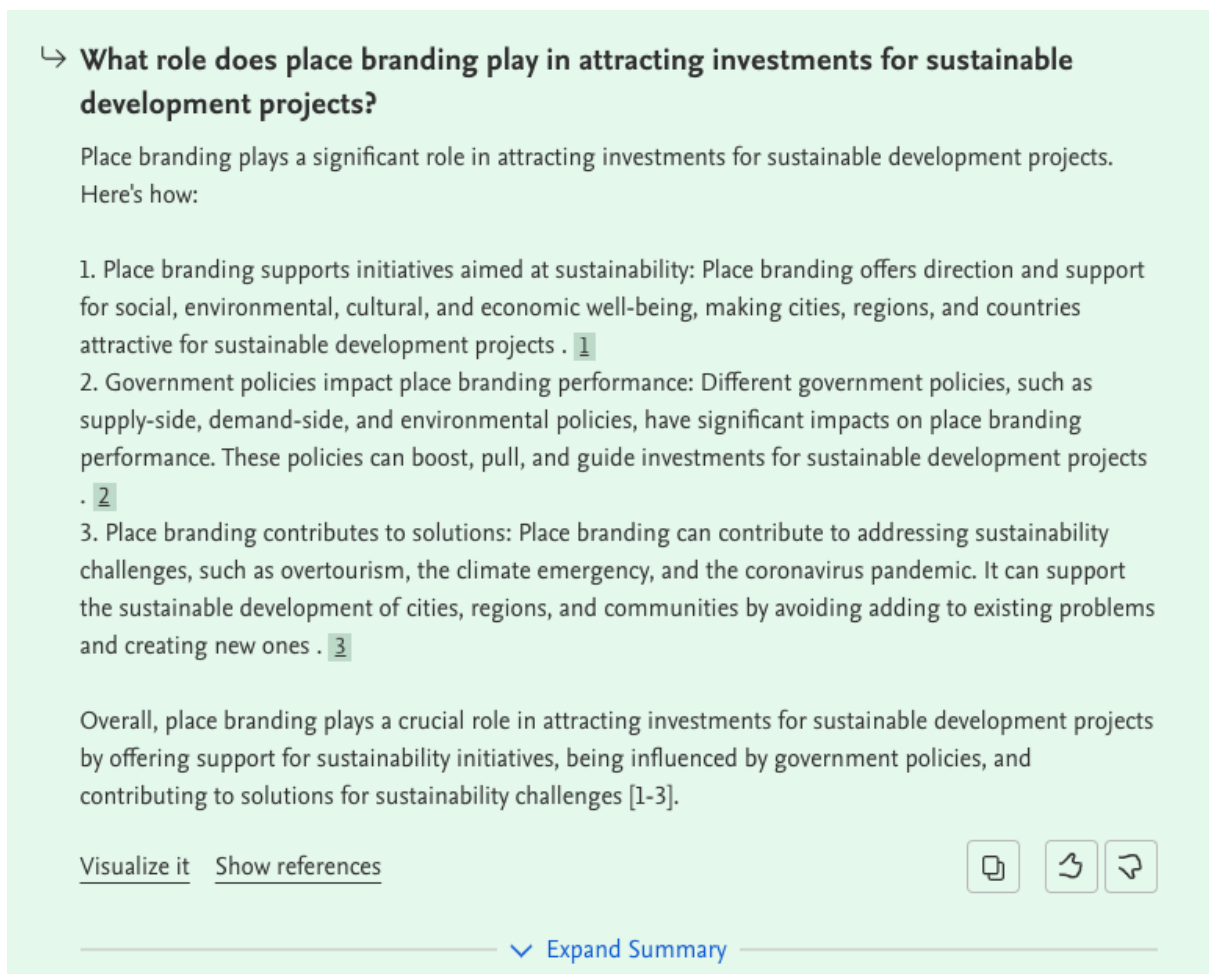 What role does place branding play in attracting investments for sustainable
development projects?
Place branding plays a significant role in attracting investments for sustainable development projects.
Here's how:
1. Place branding supports initiatives aimed at sustainability: Place branding offers direction and support
for social, environmental, cultural, and economic well-being, making cities, regions, and countries
attractive for sustainable development projects . 1
2. Government policies impact place branding performance: Different government policies, such as
supply-side, demand-side, and environmental policies, have significant impacts on place branding
performance. These policies can boost, pull, and guide investments for sustainable development projects
. 2
3. Place branding contributes to solutions: Place branding can contribute to addressing sustainability
challenges, such as overtourism, the climate emergency, and the coronavirus pandemic. It can support
the sustainable development of cities, regions, and communities by avoiding adding to existing problems
and creating new ones . 3
Overall, place branding plays a crucial role in attracting investments for sustainable development projects
by offering support for sustainability initiatives, being influenced by government policies, and
contributing to solutions for sustainability challenges [1-3].
Visualize it Show references
Expand Summary